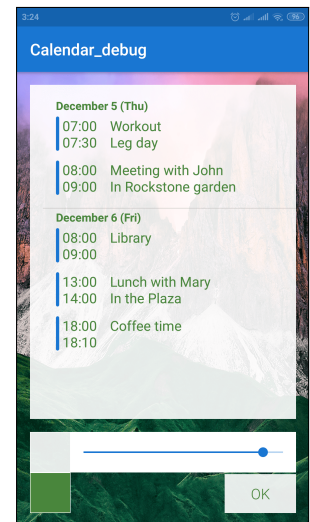 3:24
96
Calendar_debug
December 5 (Thu)
07:00 Workout
07:30 Leg day
08:00 Meeting with John
09:00 In Rockstone garden
December 6 (Fri)
08:00 Library
09:00
13:00 Lunch with Mary
14:00 In the Plaza
18:00 Coffee time
18:10
OK